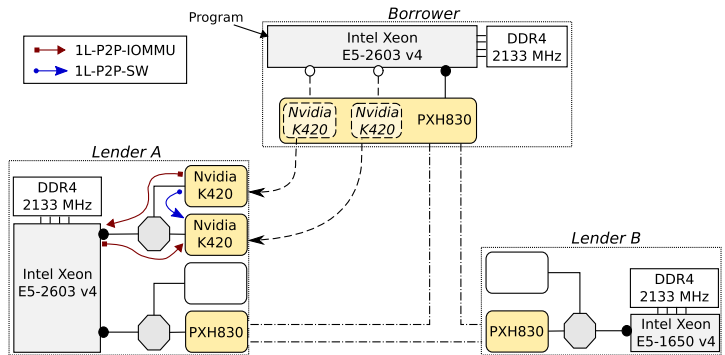 Borrower
Program
Intel Xeon
E5-2603 v4
DDR4
2133 MHz
1L-P2P-IOMMU
1L-P2P-SW
Nvidia
K420
Nvidia
K420
PXH830
Lender A
DDR4
2133 MHz
Nvidia
K420
Nvidia
K420
Intel Xeon
E5-2603 v4
PXH830
Lender B
DDR4
2133 MHz
PXH830
Intel Xeon
E5-1650 v4